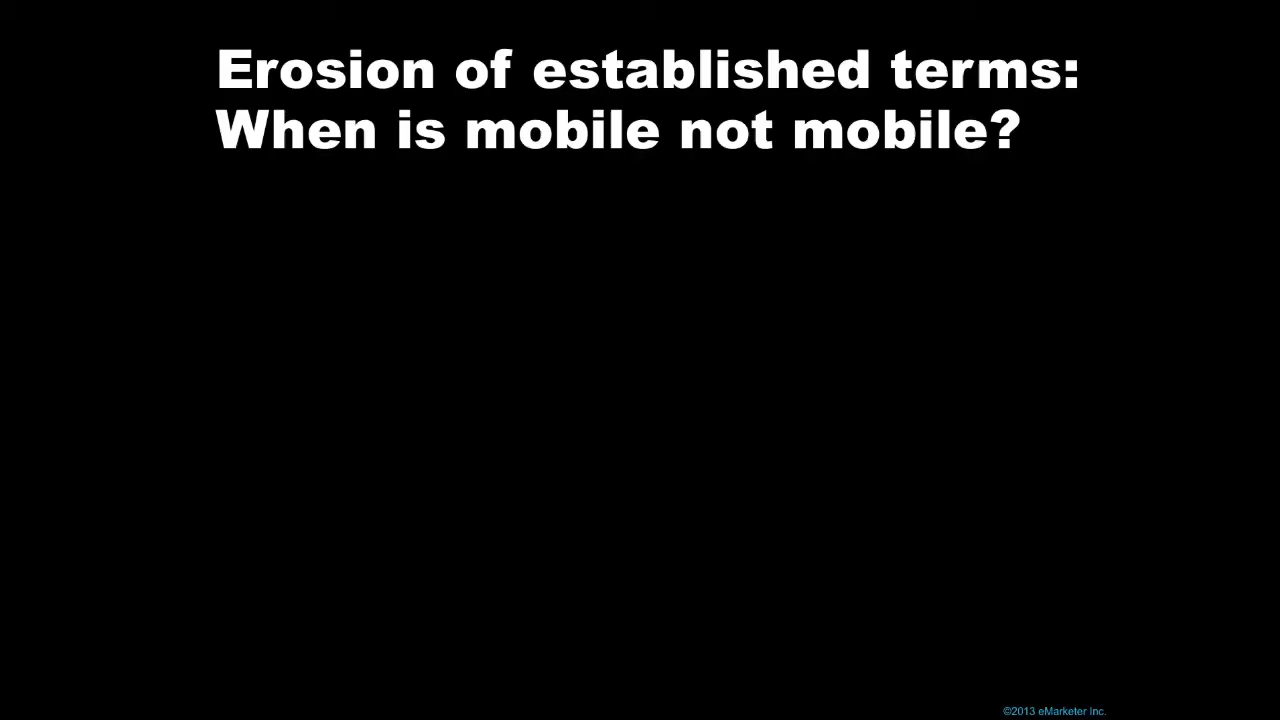 Erosion of established terms:
When is mobile not mobile?
©2013 eMarketer Inc.